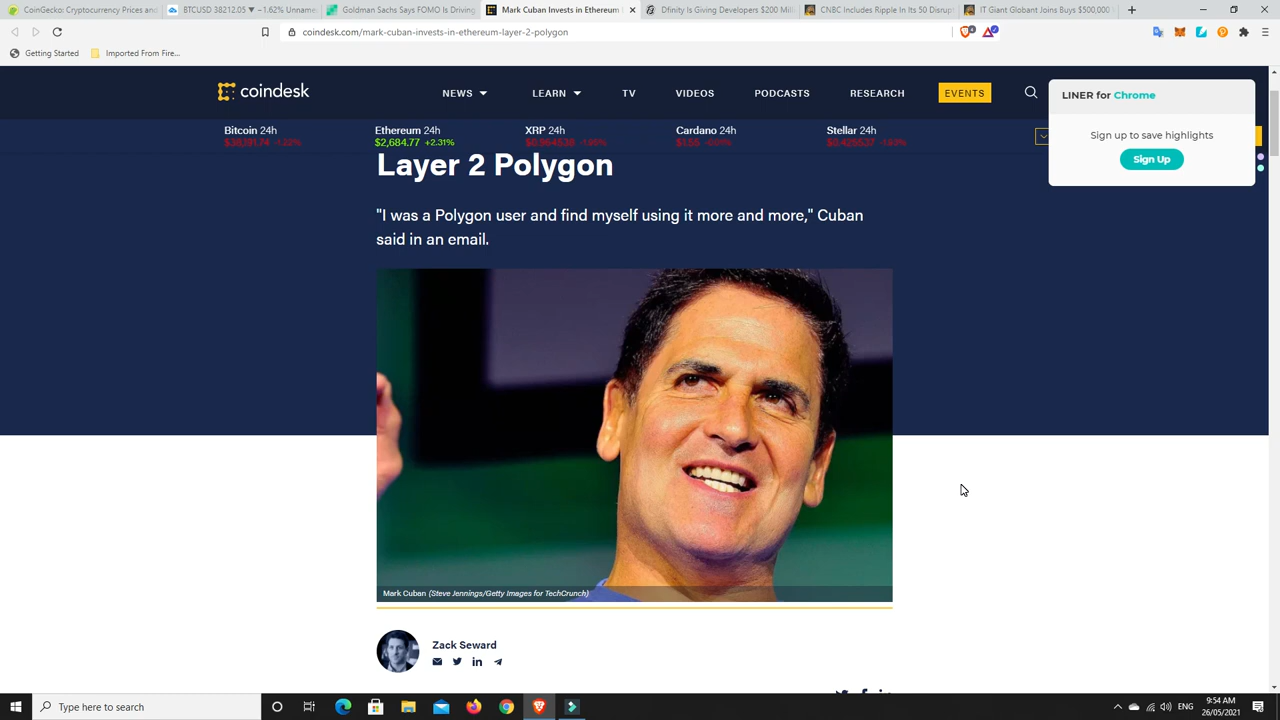 CoinGecko: Cryptocurrency Prices and
BTCUSD 38212.05 ▼ −1.62% Unname
Goldman Sachs Says FOMO Is Driving
Mark Cuban Invests in Ethereum
Dfinity Is Giving Developers $200 Mill
CNBC Includes Ripple In Its 50 Disrupt
IT Giant Globant Joins Buys $500,000
coindesk.com/mark-cuban-invests-in-ethereum-layer-2-polygon
Getting Started
Imported From Fire...
coindesk
NEWS
LEARN
TV
VIDEOS
PODCASTS
RESEARCH
EVENTS
LINER for Chrome
Sign up to save highlights
Sign Up
Bitcoin 24h
Ethereum 24h
XRP 24h
Cardano 24h
Stellar 24h
$2,684.77 +2.31%
Layer 2 Polygon
"I was a Polygon user and find myself using it more and more," Cuban
said in an email.
Mark Cuban (Steve Jennings/Getty Images for TechCrunch)
Zack Seward
Type here to search
ENG
9:54 AM
26/05/2021